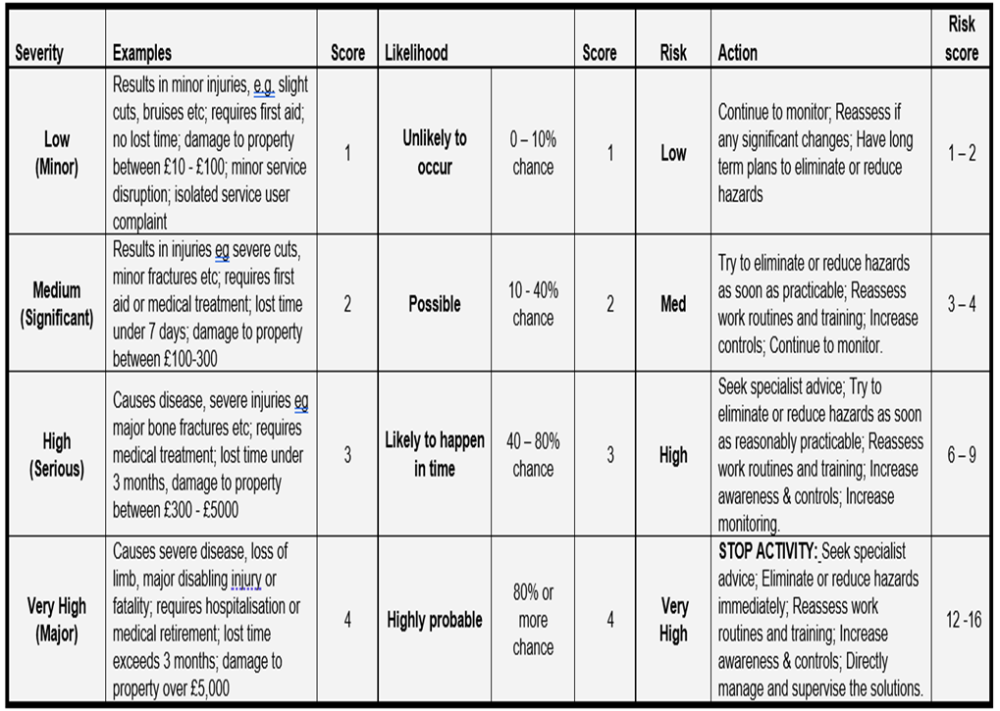 Severity
Examples
Score
Likelihood
Score
Risk
Action
Risk
score
Low
(Minor)
Results in minor injuries, e.g. slight
cuts, bruises etc; requires first aid;
no lost time; damage to property
between £10 - £100; minor service
disruption; isolated service user
complaint
1
Unlikely to
occur
0 – 10%
chance
1
Low
Continue to monitor; Reassess if
any significant changes; Have long
term plans to eliminate or reduce
hazards
1 – 2
Medium
(Significant)
Results in injuries eg severe cuts,
minor fractures etc; requires first
aid or medical treatment; lost time
under 7 days; damage to property
between £100-300
2
Possible
10 - 40%
chance
2
Med
Try to eliminate or reduce hazards
as soon as practicable; Reassess
work routines and training; Increase
controls; Continue to monitor.
3 – 4
High
(Serious)
Causes disease, severe injuries eg
major bone fractures etc; requires
medical treatment; lost time under
3 months, damage to property
between £300 - £5000
3
Likely to happen
in time
40 – 80%
chance
3
High
Seek specialist advice; Try to
eliminate or reduce hazards as soon
as reasonably practicable; Reassess
work routines and training; Increase
awareness & controls; Increase
monitoring.
6 – 9
Very High
(Major)
Causes severe disease, loss of
limb, major disabling injury or
fatality; requires hospitalisation or
medical retirement; lost time
exceeds 3 months; damage to
property over £5,000
4
Highly probable
80% or
more
chance
4
Very
High
STOP ACTIVITY: Seek specialist
advice; Eliminate or reduce hazards
immediately; Reassess work
routines and training; Increase
awareness & controls; Directly
manage and supervise the solutions.
12 -16